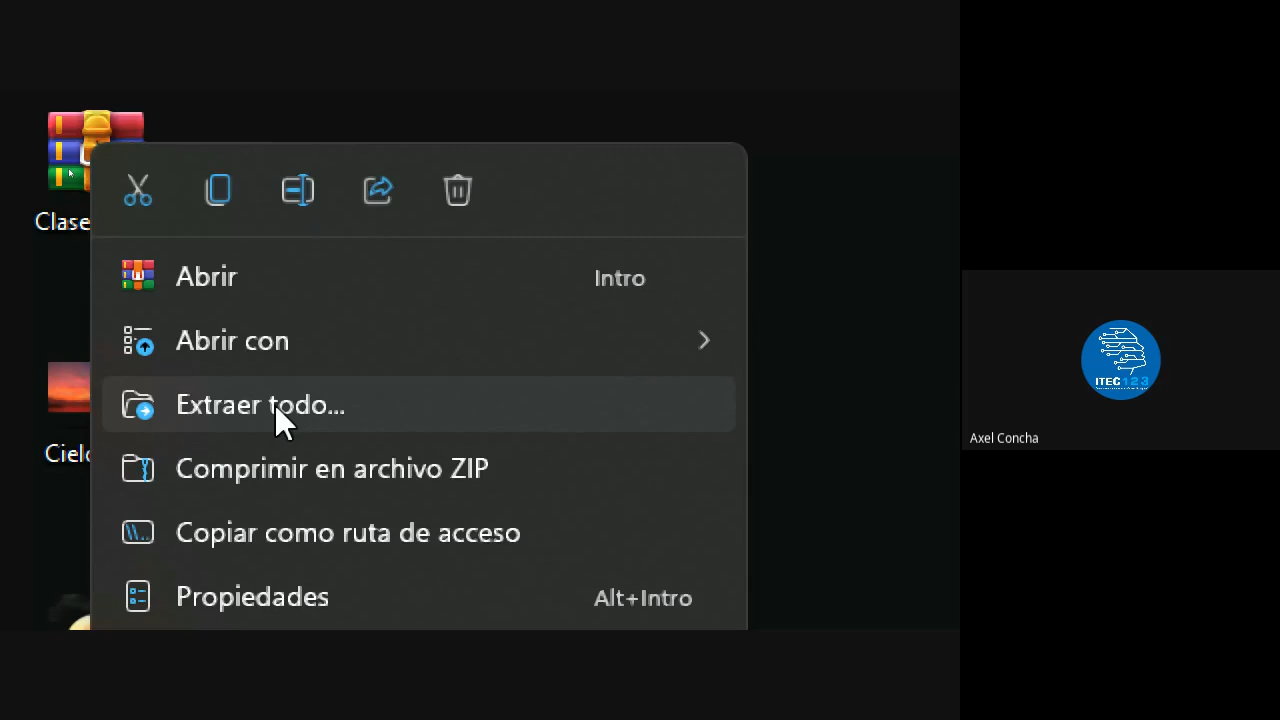 Clase
Abrir Intro
Abrir con
Extraer todo...
Comprimir en archivo ZIP
Copiar como ruta de acceso
Propiedades Alt+Intro
Cielo
ITEC123
Axel Concha